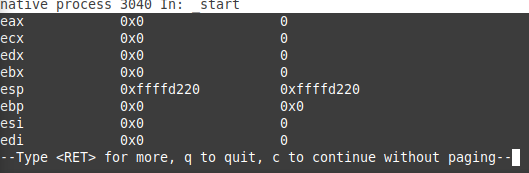 native process 3040 In: _start
eax 0x0 0
ecx 0x0 0
edx 0x0 0
ebx 0x0 0
esp 0xffffd220 0xffffd220
ebp 0x0 0x0
esi 0x0 0
edi 0x0 0
--Type <RET> for more, q to quit, c to continue without paging--